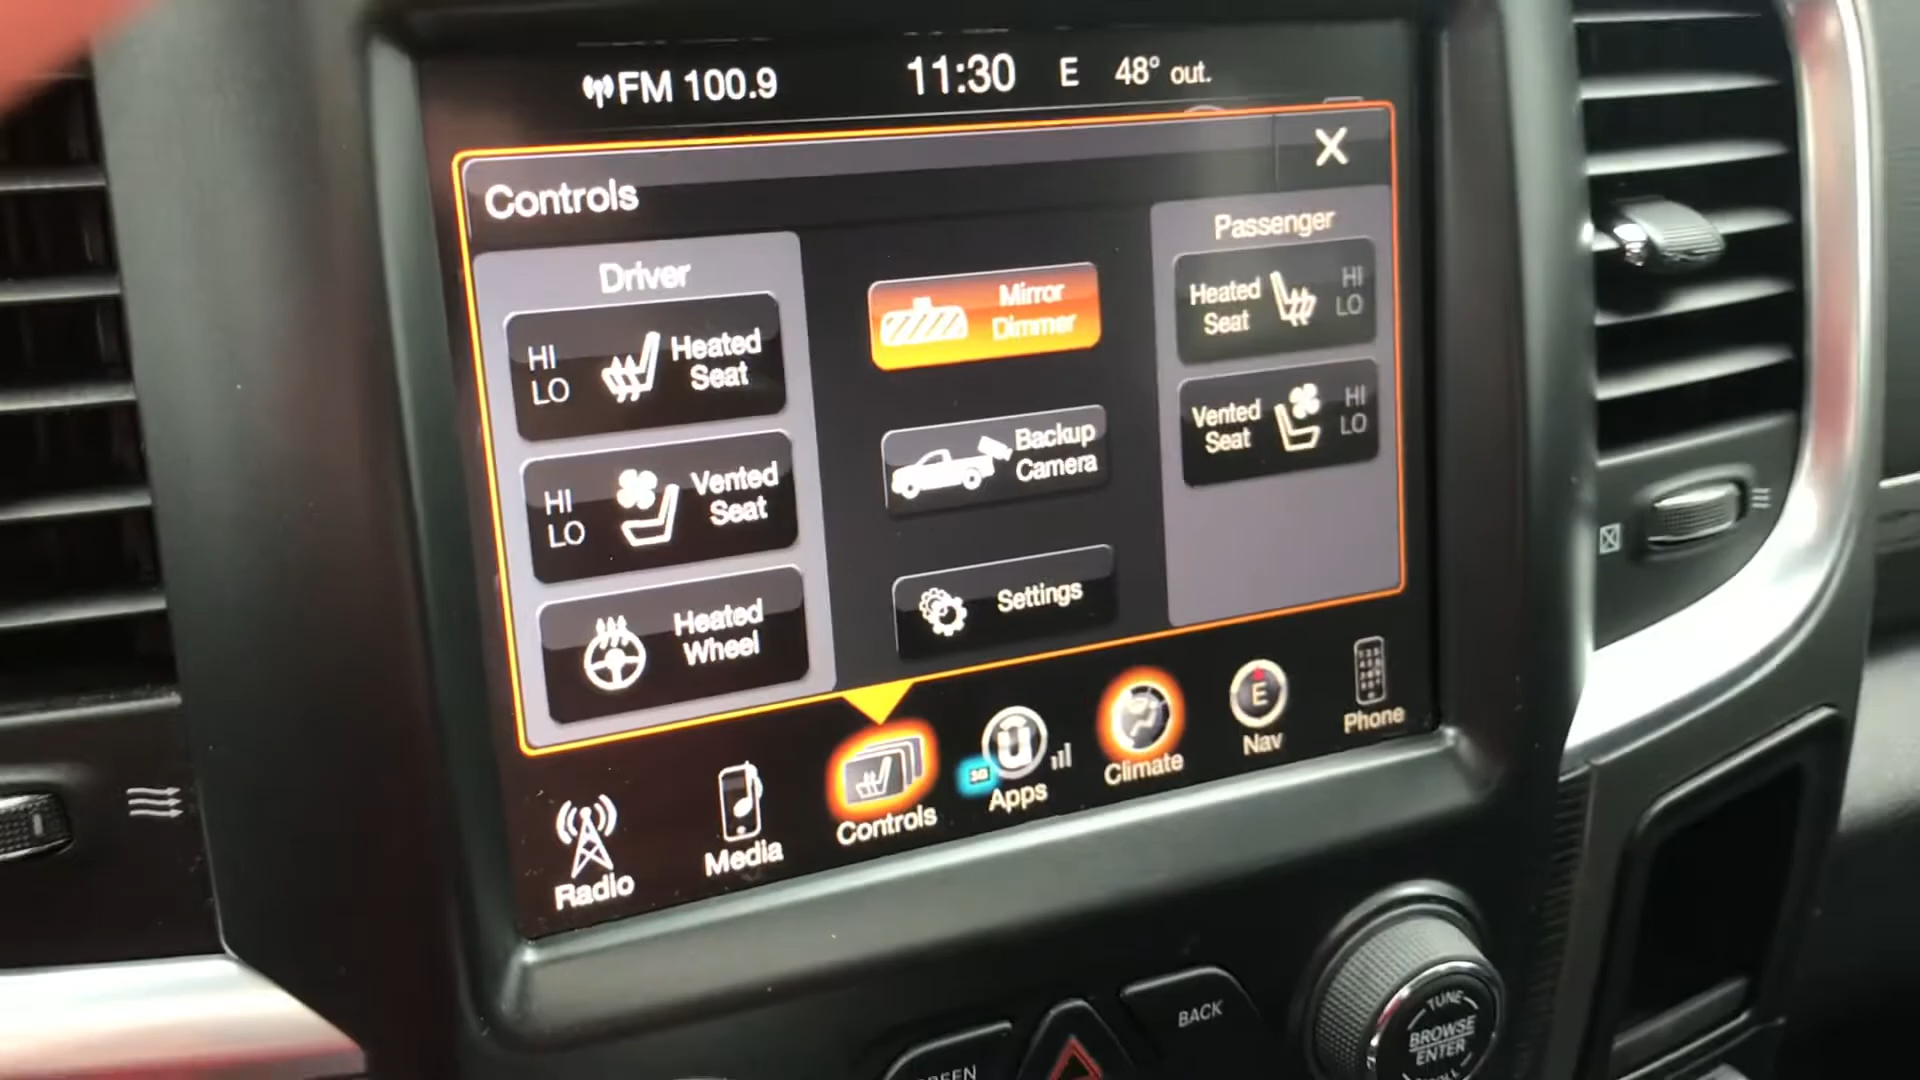 FM 100.9
11:30
E
48° out.
Controls
X
Driver
HI
LO
Heated
Seat
HI
LO
Vented
Seat
Heated
Wheel
Mirror
Dimmer
Backup
Camera
Settings
Passenger
Heated
Seat
HI
LO
Vented
Seat
HI
LO
Radio
Media
Controls
3G
Apps
Climate
E
Nav
Phone
BACK
TUNE
BROWSE
ENTER